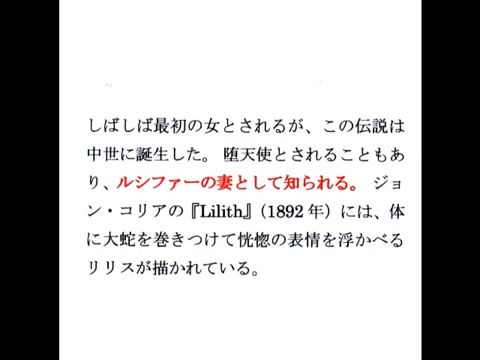 しばしば最初の女とされるが、この伝説は
中世に誕生した。堕天使とされることもあ
り、ルシファーの妻として知られる。ジョ
ン・コリアの『Lilith』（1892 年）には、体
に大蛇を巻きつけて恍惚の表情を浮かべる
リリスが描かれている。